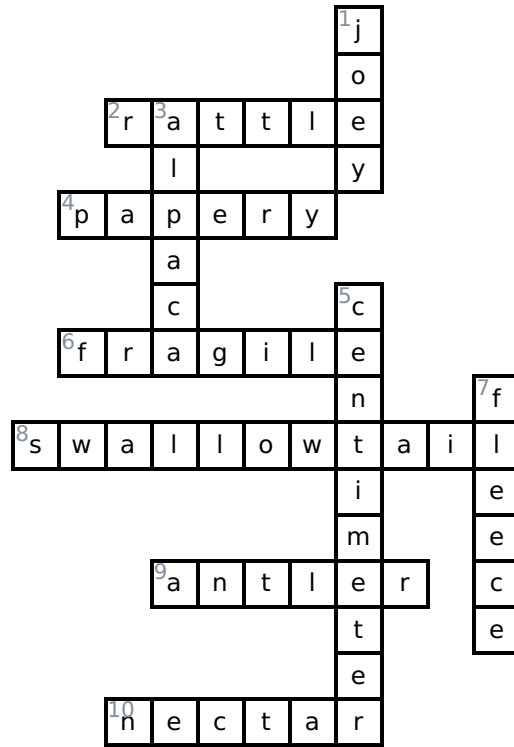 1 j
o
2 r 3 a t t l e
l y
4 p a p e r y
a
c 5 c
6 f r a g i l e
n 7 f
8 s w a l l o w t a i l
i e
m e
9 a n t l e r c
t e
e
10 n e c t a r